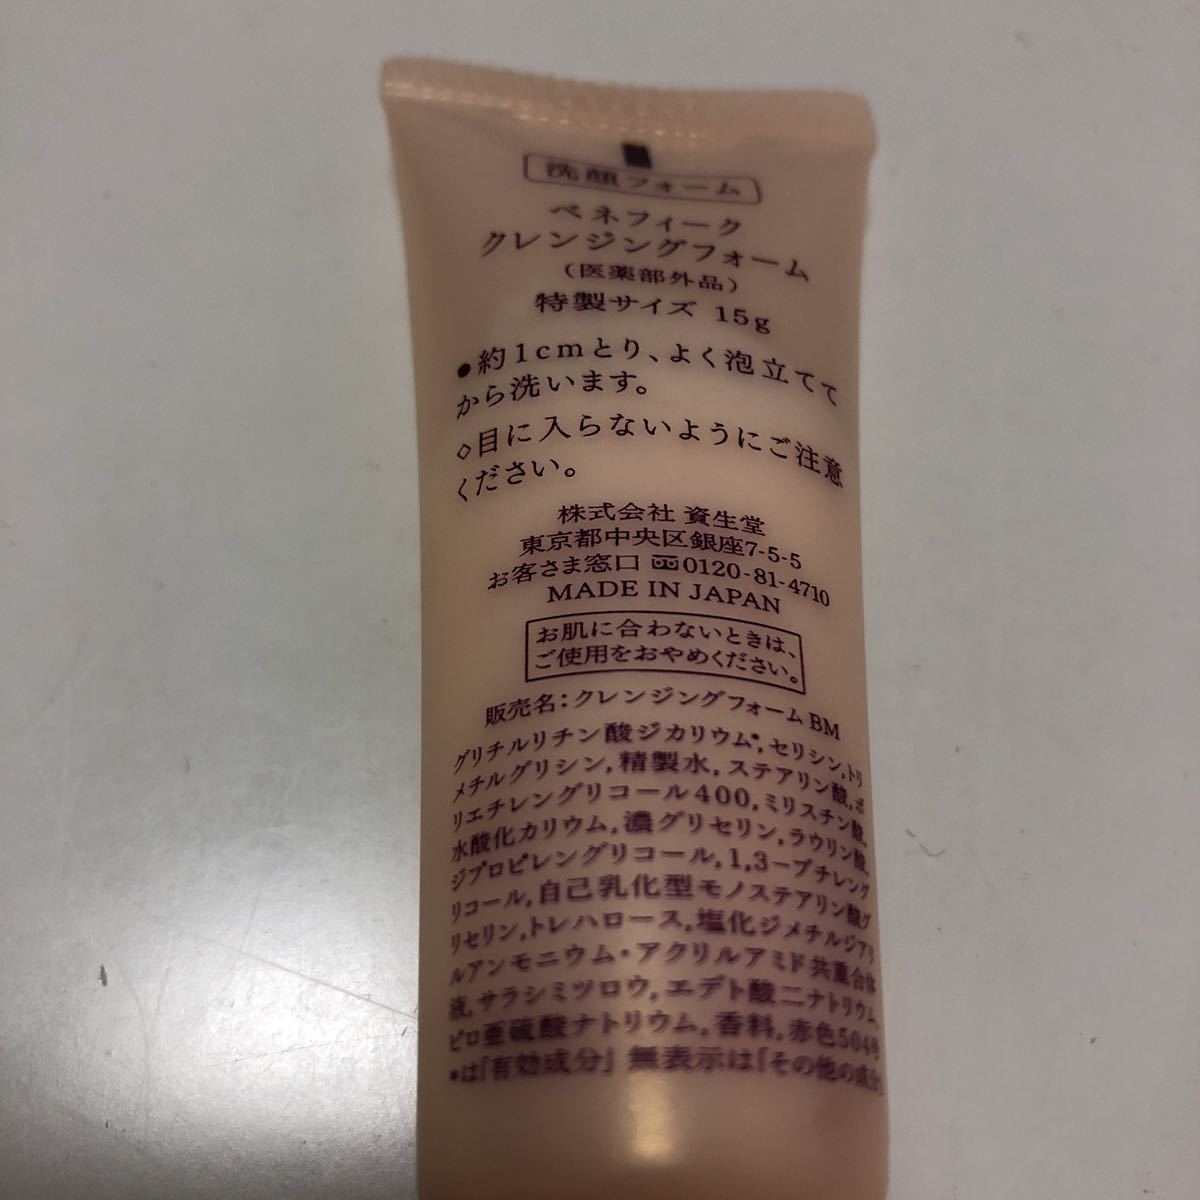 洗顔フォーム
ベネフィーク
クレンジングフォーム
(医薬部外品)
特製サイズ 15g
●約1cmとり、よく泡立てて
から洗います。
◇目に入らないようにご注意
ください。
株式会社 資生堂
東京都中央区銀座7-5-5
お客さま窓口 0120-81-4710
MADE IN JAPAN
お肌に合わないときは、
ご使用をおやめください。
販売名:クレンジングフォームBM
グリチルリチン酸ジカリウム*,セリシン,トリ
メチルグリシン,精製水,ステアリン酸,ポ
リエチレングリコール400,ミリスチン酸,
水酸化カリウム,濃グリセリン,ラウリン酸,
ジプロピレングリコール,1,3-ブチレング
リコール,自己乳化型モノステアリン酸グ
リセリン,トレハロース,塩化ジメチルジアリ
ルアンモニウム・アクリルアミド共重合体
液,サラシミツロウ,エデト酸二ナトリウム,
ピロ亜硫酸ナトリウム,香料,赤色504号
*は「有効成分」 無表示は「その他の成分